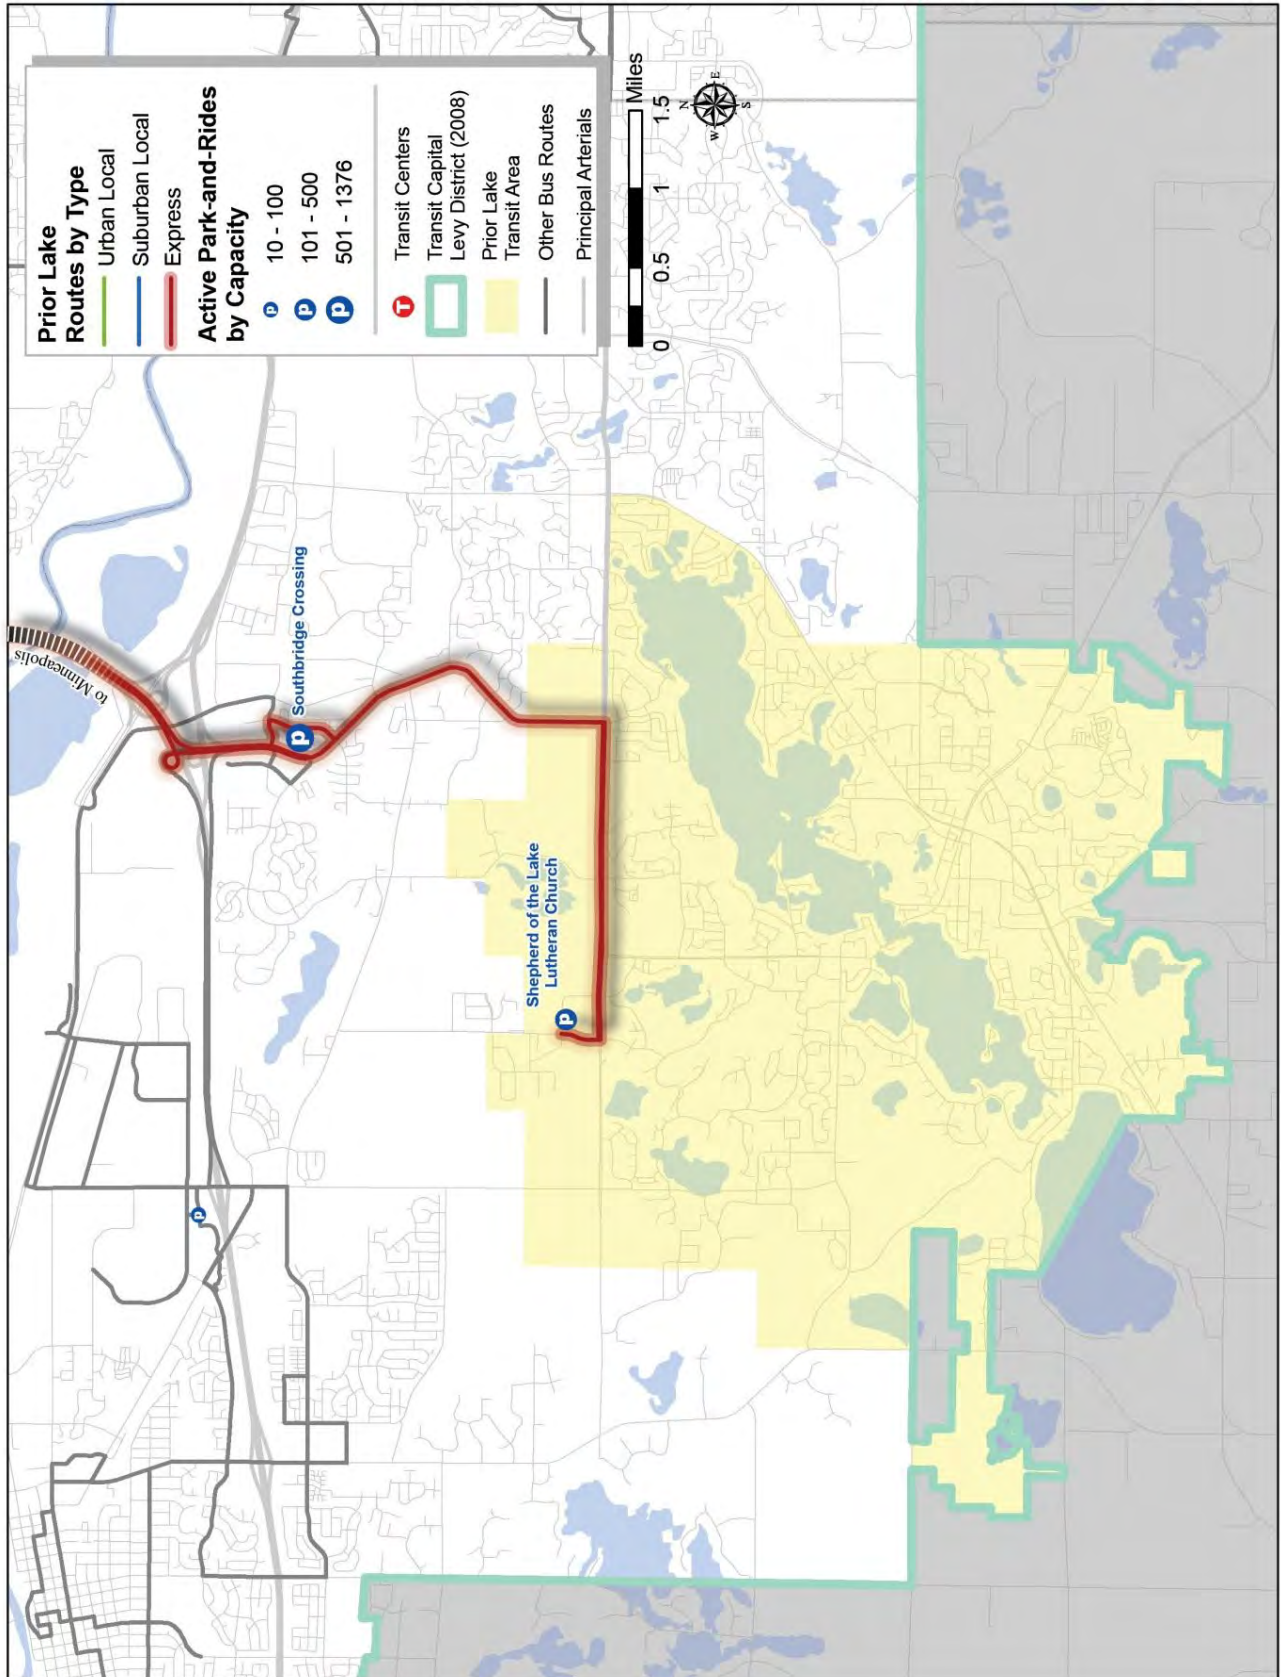 Prior Lake
Routes by Type
Urban Local
Suburban Local
Express
Active Park-and-Rides
by Capacity
p 10 - 100
p 101 - 500
p 501 - 1376
T Transit Centers
Transit Capital
Levy District (2008)
Prior Lake
Transit Area
Other Bus Routes
Principal Arterials
0 0.5 1 1.5 Miles
N
W E
S
to Minneapolis
p Southbridge Crossing
Shepherd of the Lake
Lutheran Church
p
p